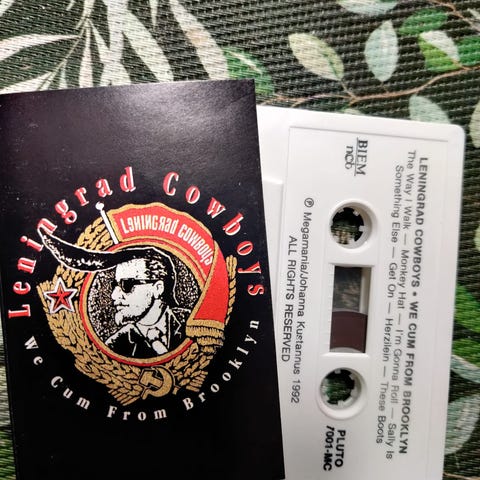 Leningrad Cowboys
LENINGRAD COWBOYS
We Cum From Brooklyn
BIEM
ncb
LENINGRAD COWBOYS • WE CUM FROM BROOKLYN
The Way I Walk — Monkey Hat — I'm Gonna Roll — Sally Is
Something Else — Get On — Herzllein — These Boots
℗ Megamania/Johanna Kustannus 1992
ALL RIGHTS RESERVED
PLUTO
7001-MC